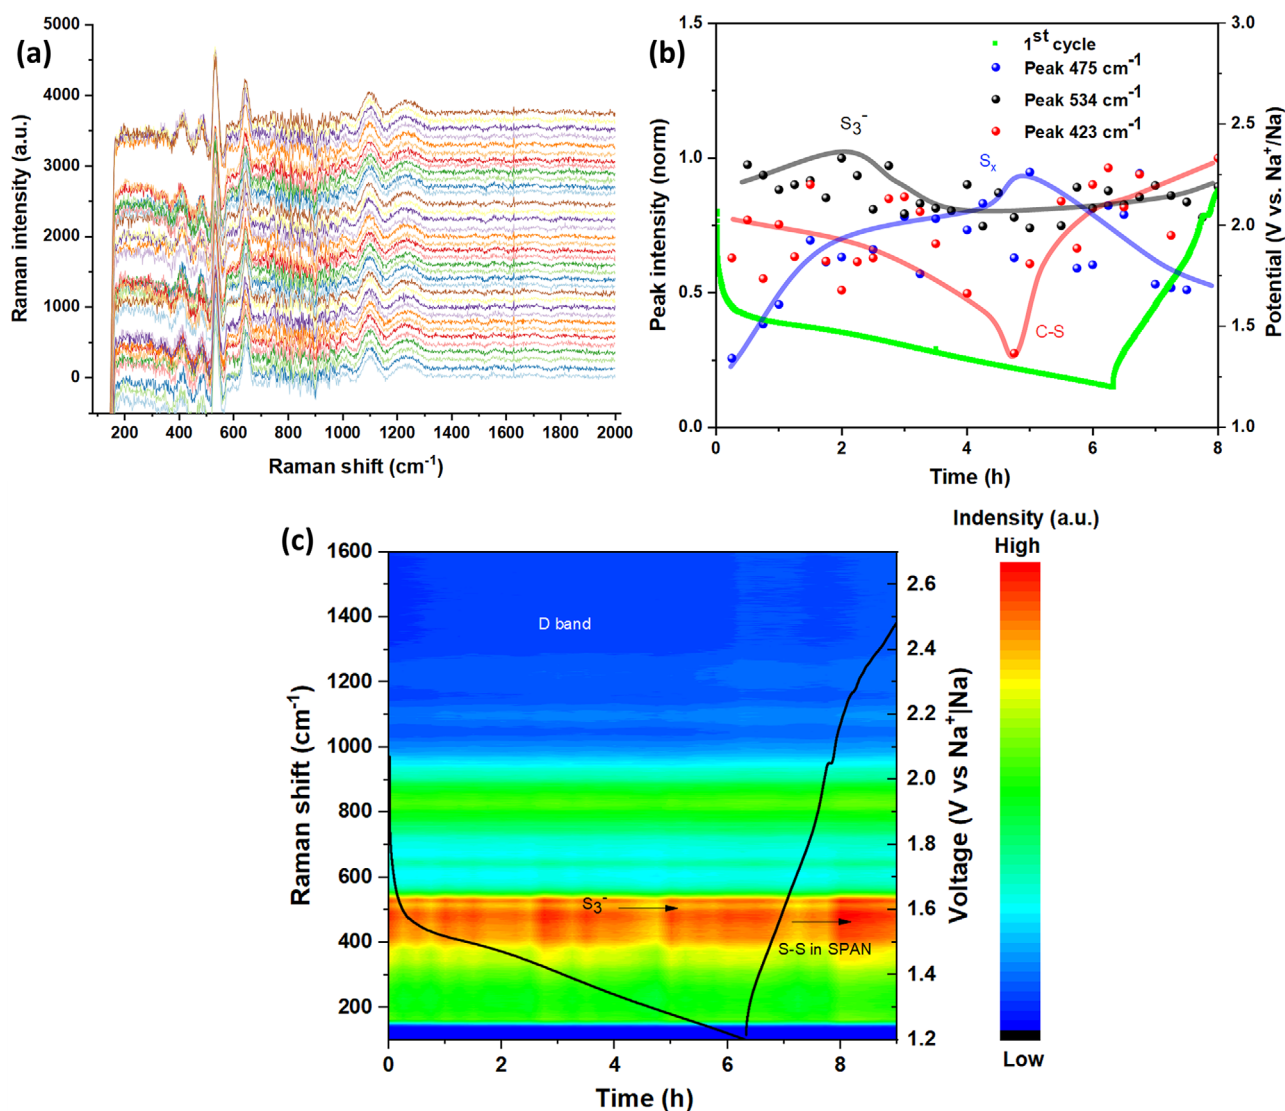 (a)
5000
4000
3000
2000
1000
0
Raman intensity (a.u.)
200 400 600 800 1000 1200 1400 1600 1800 2000
Raman shift (cm⁻¹)
(b)
1.5
1.0
0.5
0.0
Peak intensity (norm)
1ˢᵗ cycle
Peak 475 cm⁻¹
Peak 534 cm⁻¹
Peak 423 cm⁻¹
S₃⁻
Sₓ
C-S
3.0
2.5
2.0
1.5
1.0
Potential (V vs. Na⁺/Na)
0 2 4 6 8
Time (h)
(c)
1600
1400
1200
1000
800
600
400
200
Raman shift (cm⁻¹)
D band
S₃⁻
S-S in SPAN
2.6
2.4
2.2
2.0
1.8
1.6
1.4
1.2
Voltage (V vs Na⁺|Na)
0 2 4 6 8
Time (h)
Indensity (a.u.)
High
Low